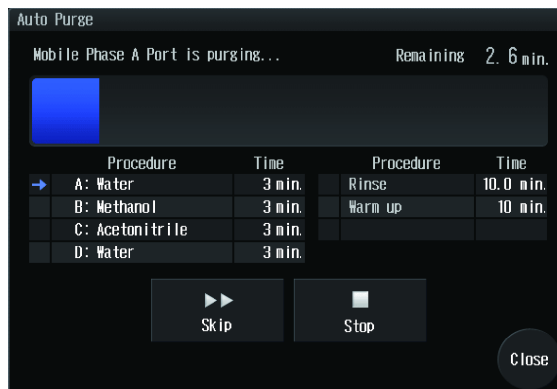 Auto Purge
Mobile Phase A Port is purging... Remaining 2.6 min.
Procedure Time Procedure Time
A: Water 3 min. Rinse 10.0 min.
B: Methanol 3 min. Warm up 10 min.
C: Acetonitrile 3 min.
D: Water 3 min.
Skip Stop
Close